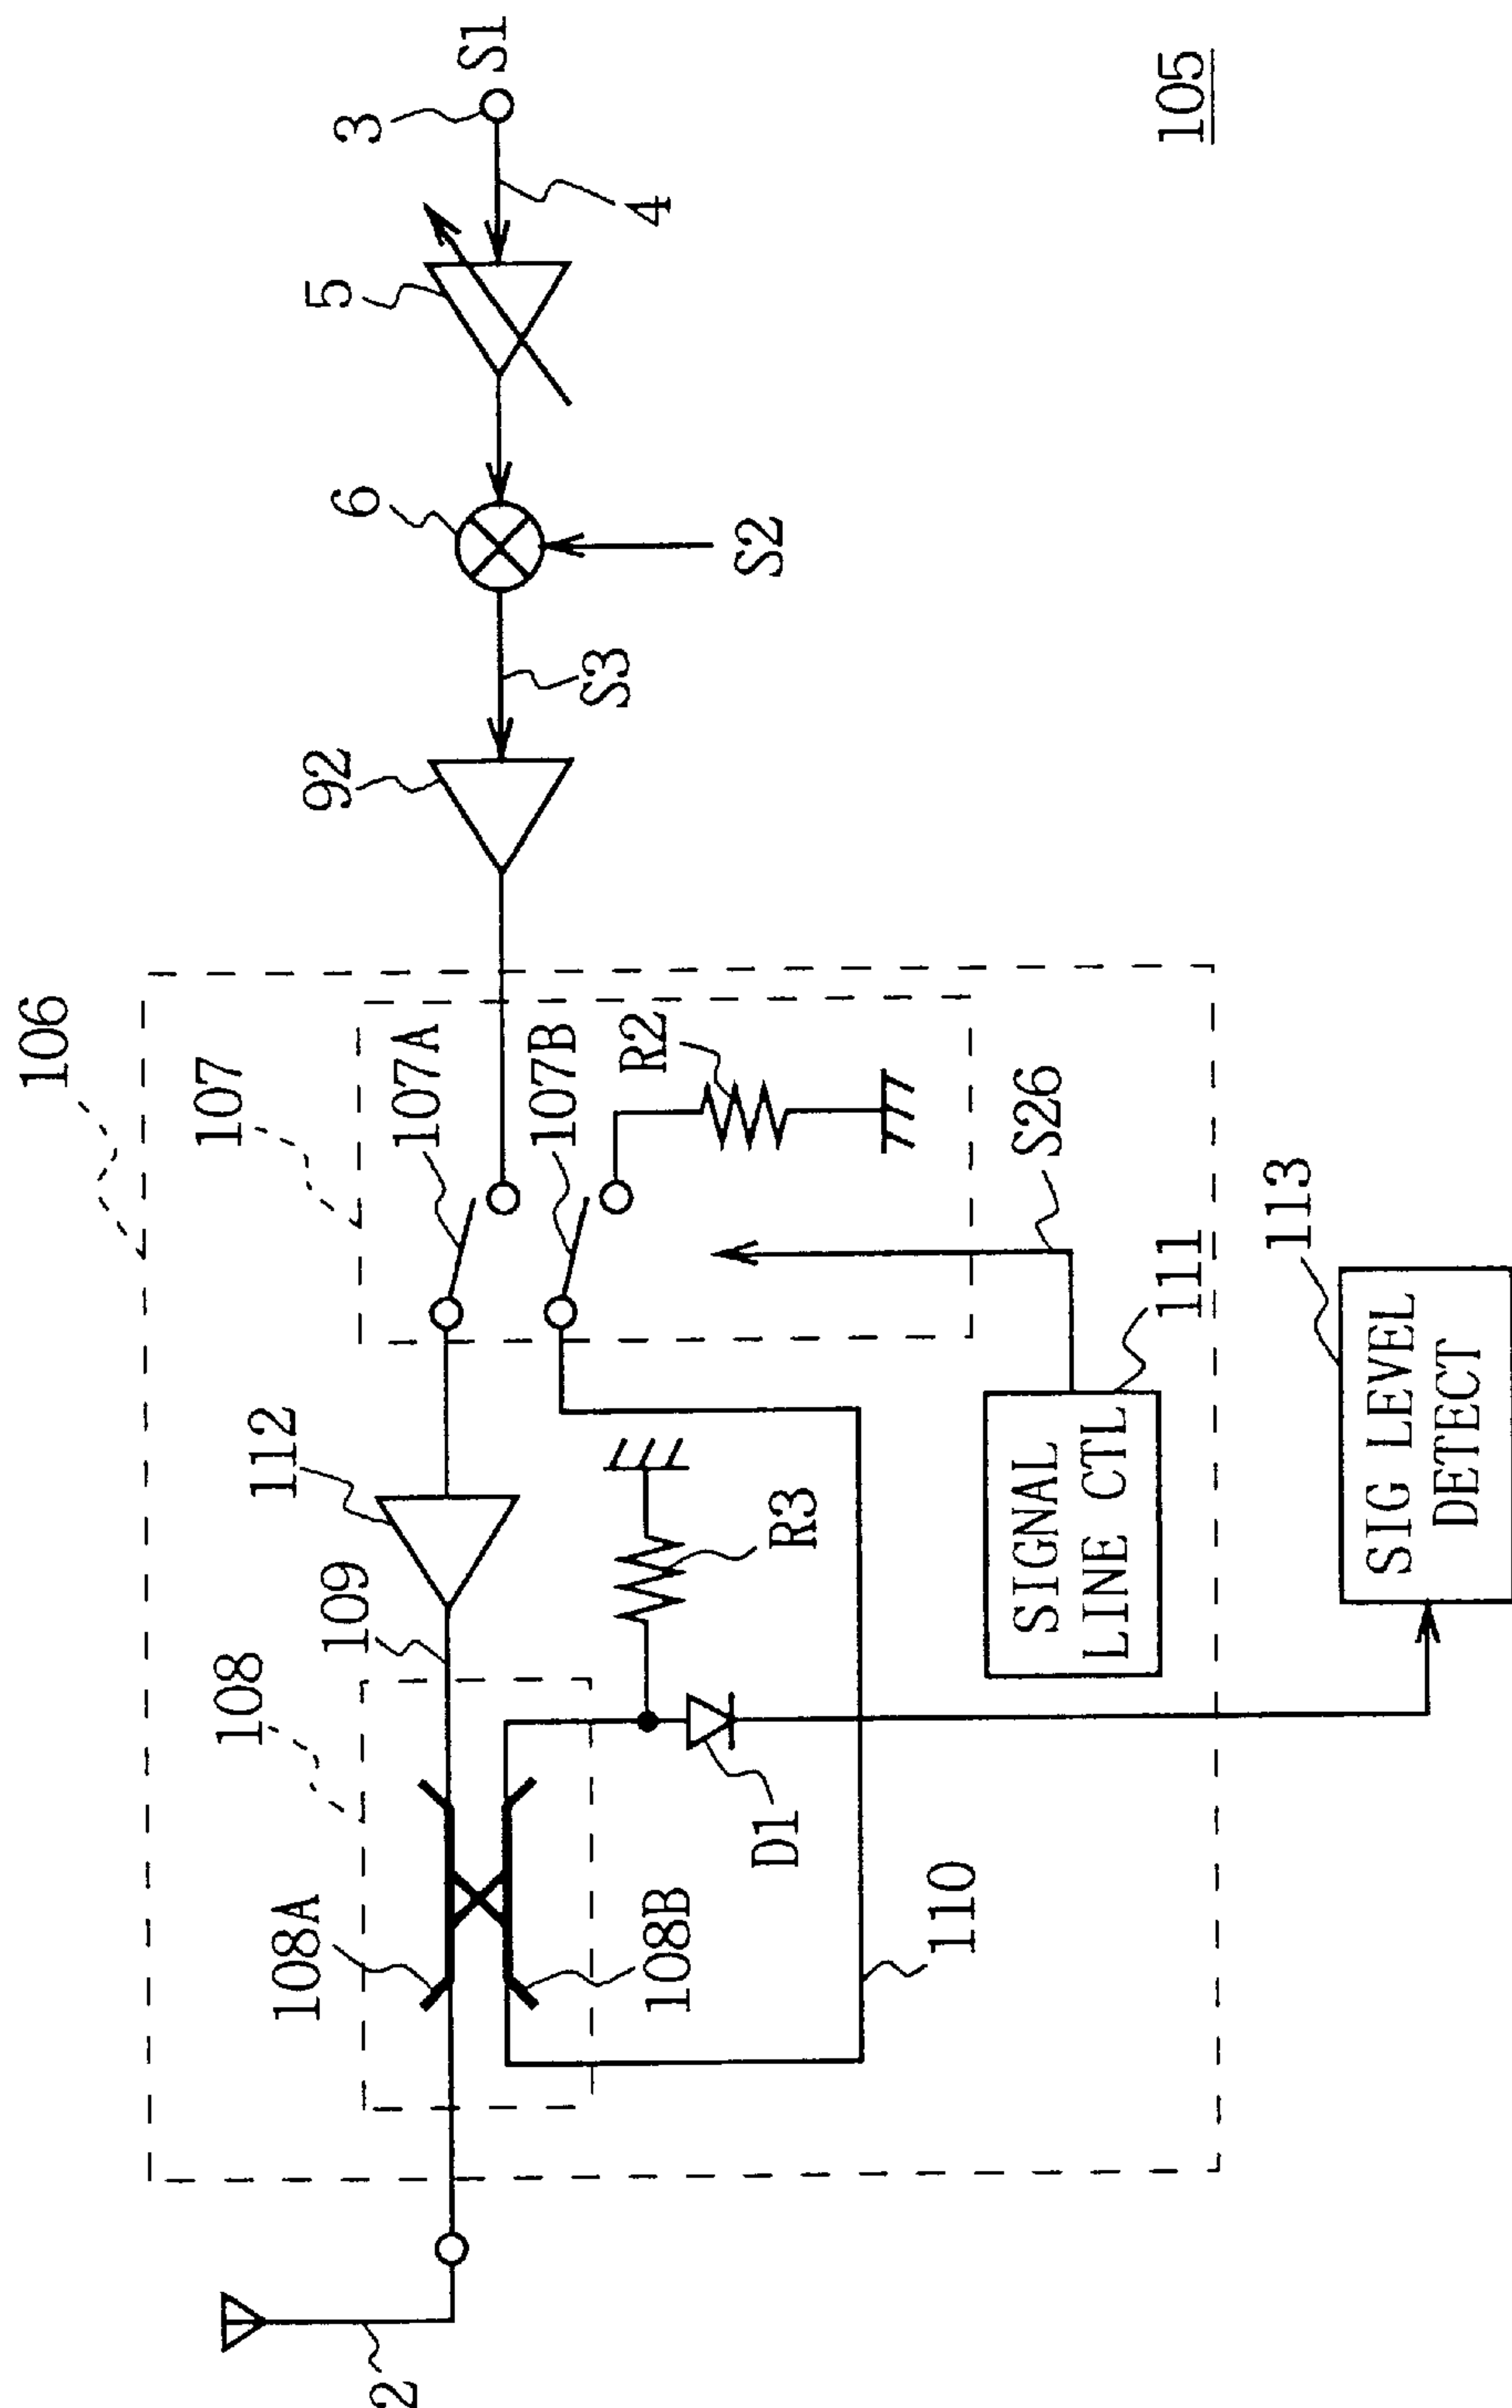 106
107
107A
107B
R2
S26
111
113
SIGNAL
LINE CTL
SIG LEVEL
DETECT
112
109
108
108A
108B
R3
D1
110
2
92
S3
6
S2
5
4
3
S1
105